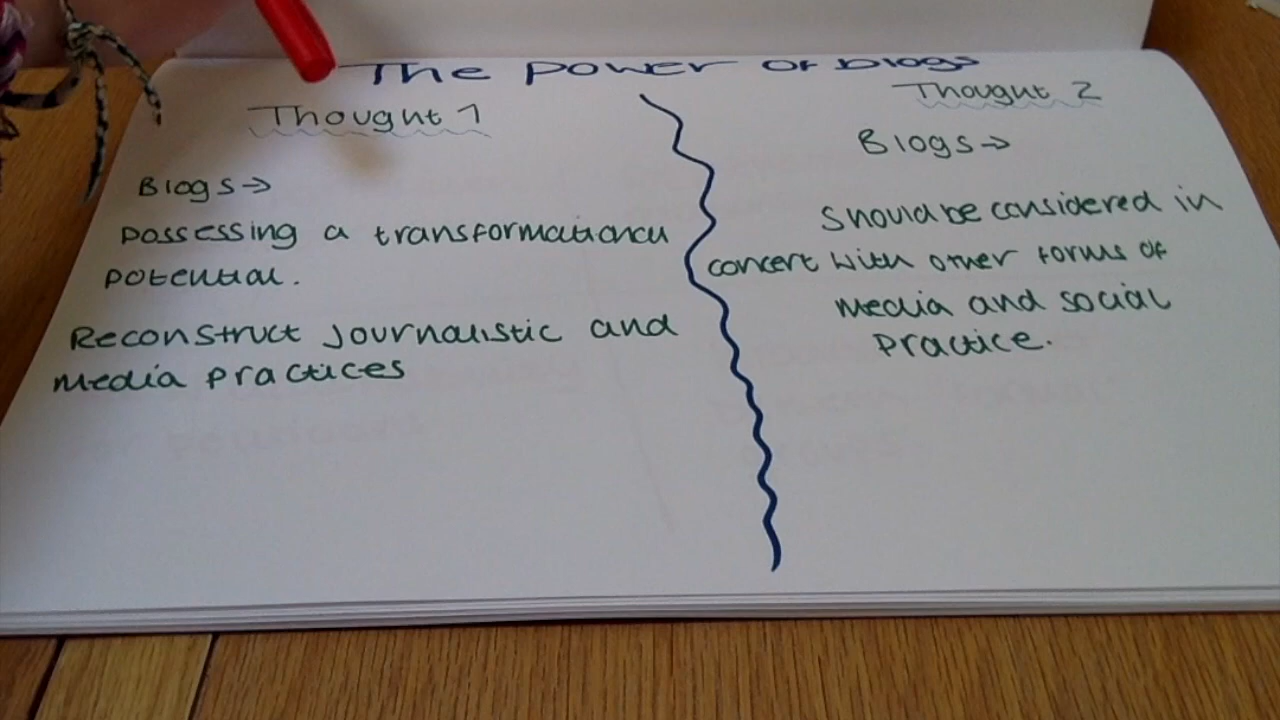 The power of blogs
Thought 1
Blogs →
possessing a transformational
potential.
Reconstruct journalistic and
media practices
Thought 2
Blogs →
Should be considered in
concert with other forms of
media and social
practice.